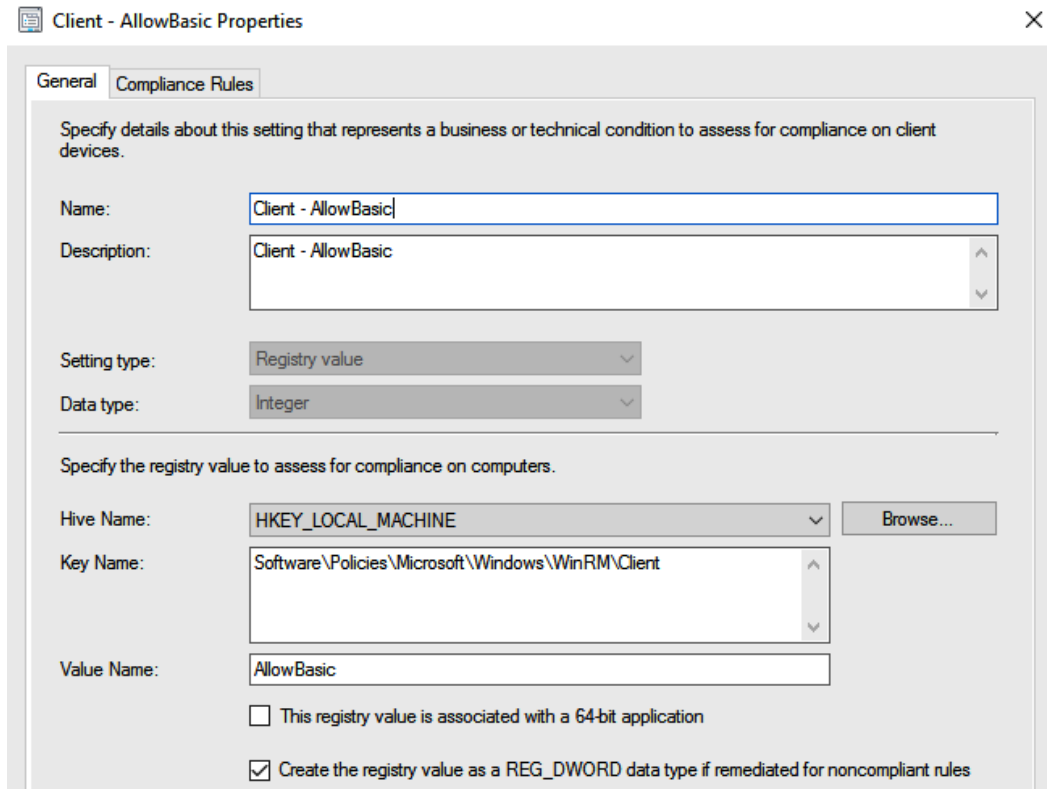 Client - AllowBasic Properties
General
Compliance Rules
Specify details about this setting that represents a business or technical condition to assess for compliance on client
devices.
Name:
Client - AllowBasic
Description:
Client - AllowBasic
Setting type:
Registry value
Data type:
Integer
Specify the registry value to assess for compliance on computers.
Hive Name:
HKEY_LOCAL_MACHINE
Browse...
Key Name:
Software\Policies\Microsoft\Windows\WinRM\Client
Value Name:
AllowBasic
This registry value is associated with a 64-bit application
Create the registry value as a REG_DWORD data type if remediated for noncompliant rules